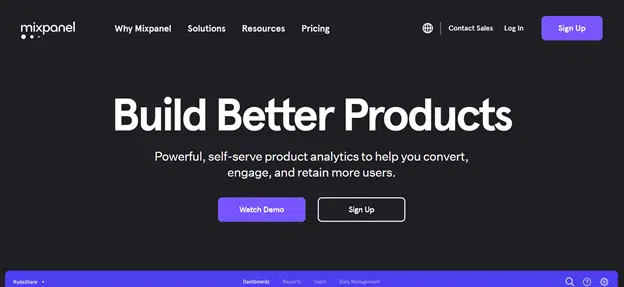 mixpanel
Why Mixpanel Solutions Resources Pricing Contact Sales Log In Sign Up
Build Better Products
Powerful, self-serve product analytics to help you convert,
engage, and retain more users.
Watch Demo Sign Up
RydeShare Dashboards Reports Users Data Management